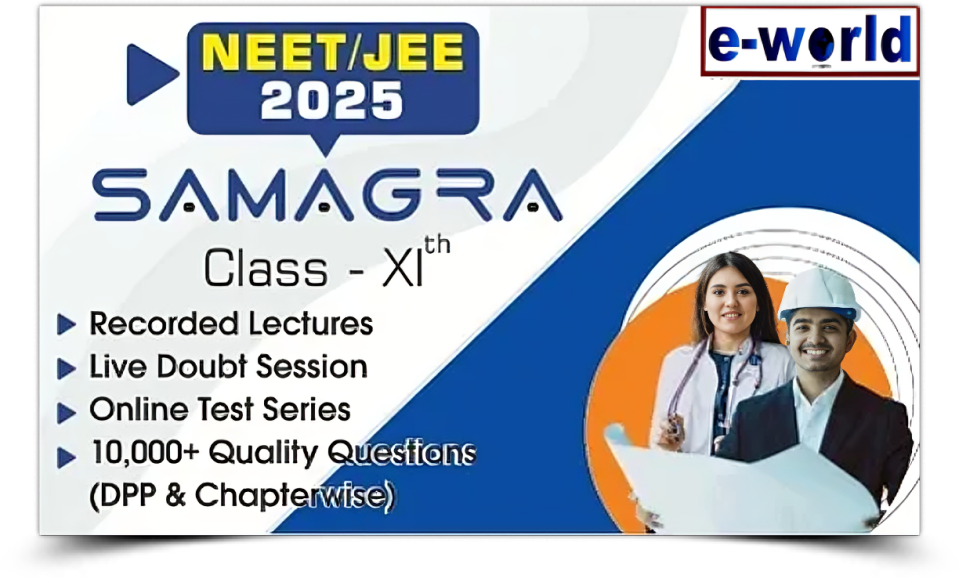 NEET/JEE
2025
e-world
SAMAGRA
Class - XIth
Recorded Lectures
Live Doubt Session
Online Test Series
10,000+ Quality Questions
(DPP & Chapterwise)